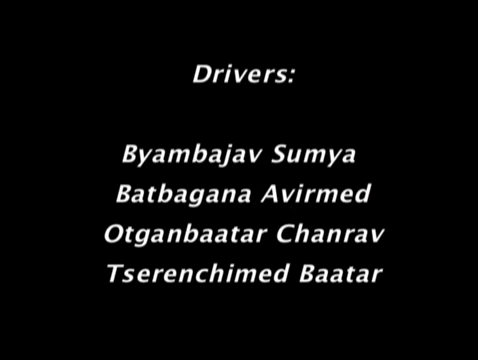 Drivers:
Byambajav Sumya
Batbagana Avirmed
Otganbaatar Chanrav
Tserenchimed Baatar